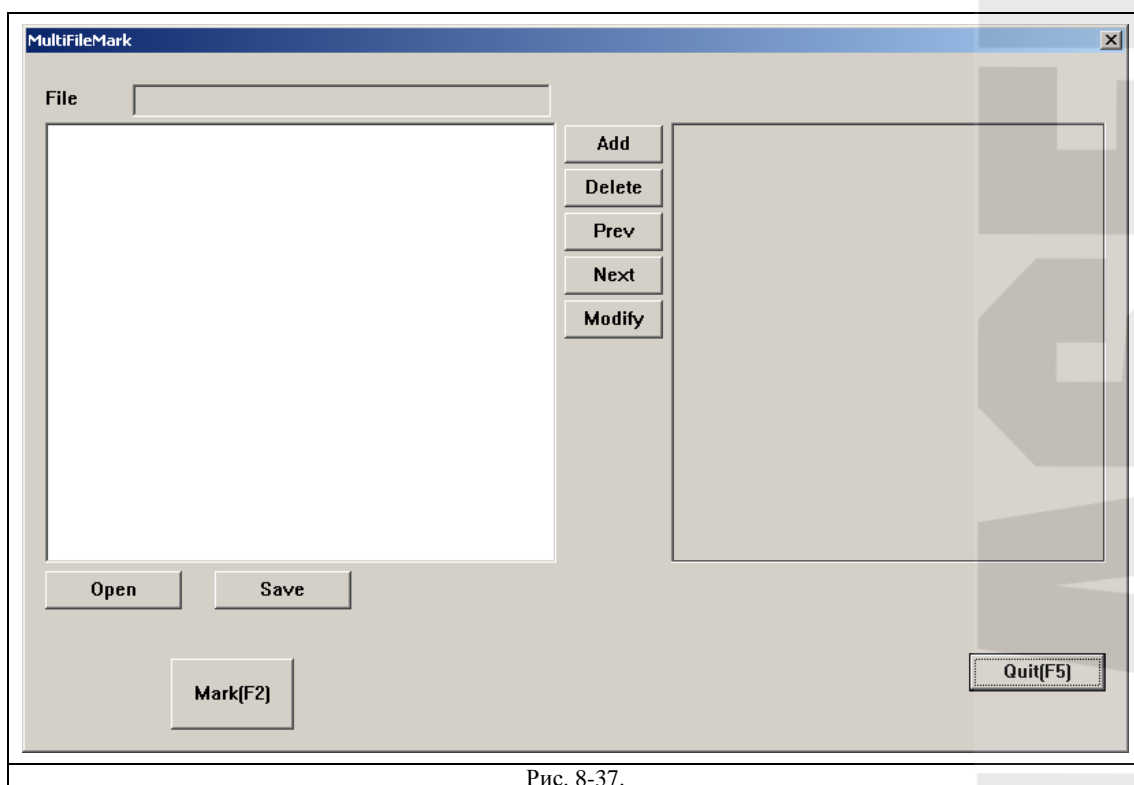 MultiFileMark
File
Add
Delete
Prev
Next
Modify
Open Save
Mark(F2)
Quit(F5)
Рис. 8-37.